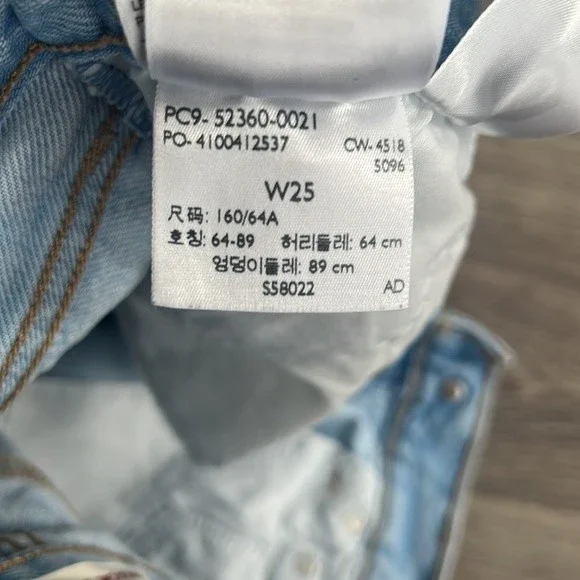 PC9- 52360-0021
PO- 4100412537 CW- 4518
5096
W25
尺码: 160/64A
호칭: 64-89 허리둘레: 64 cm
엉덩이둘레: 89 cm
S58022 AD